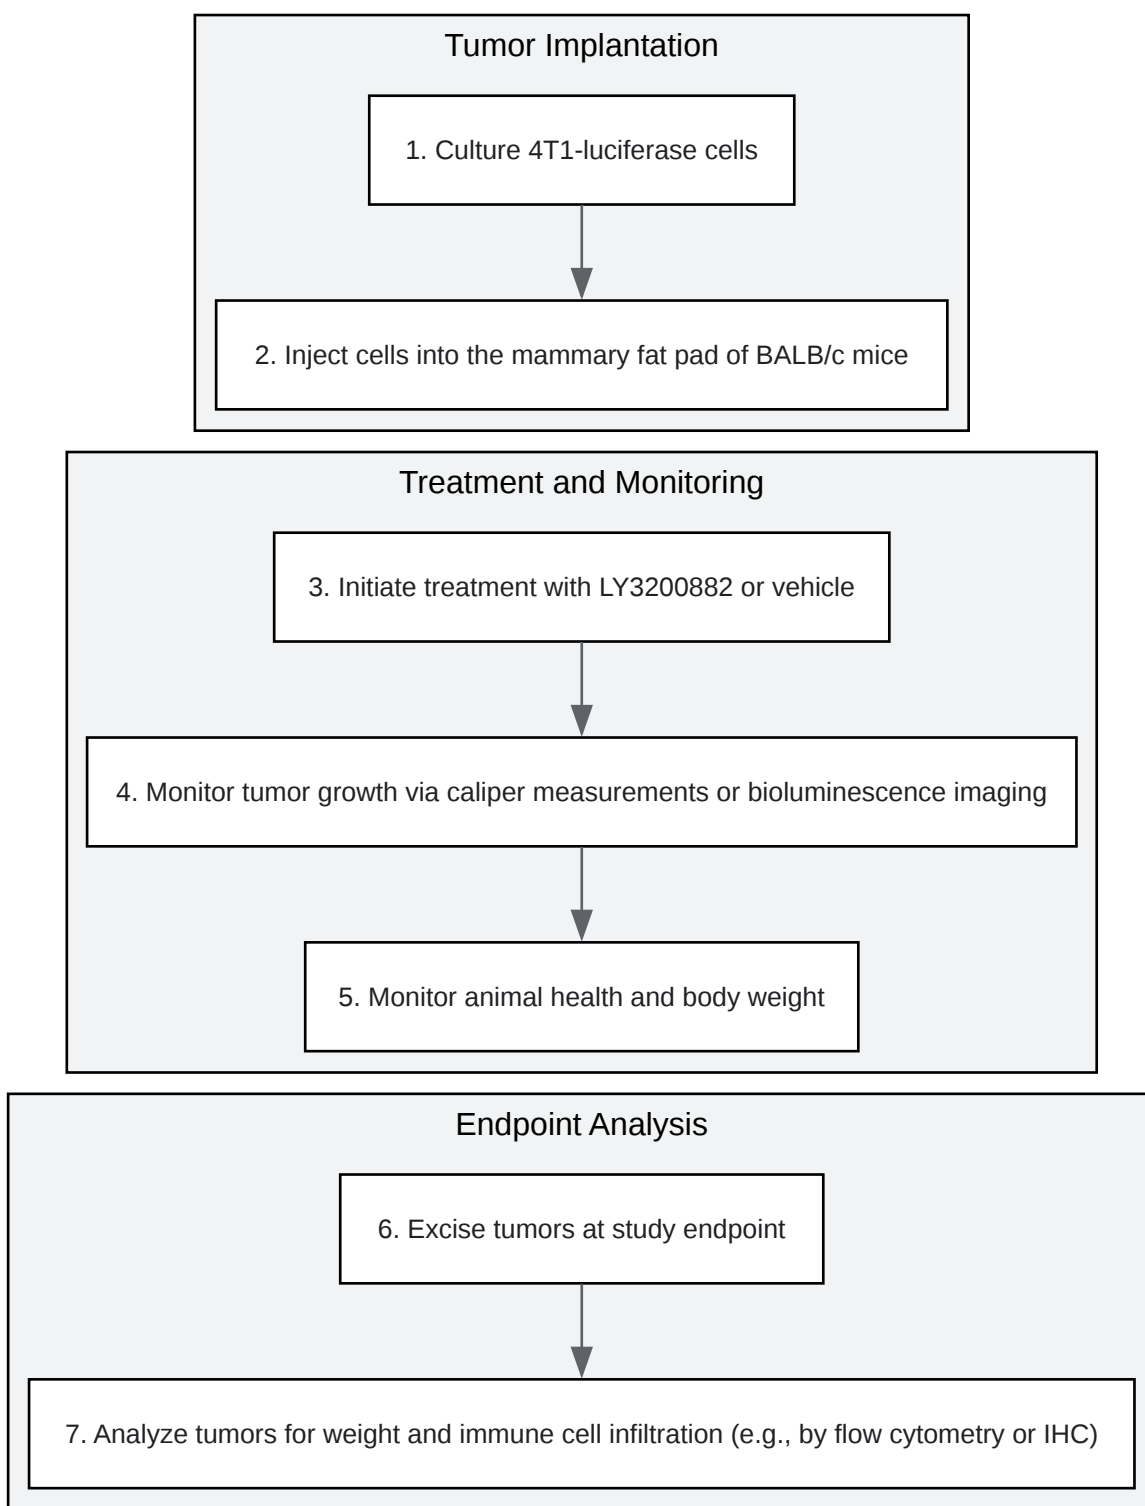 Tumor Implantation
1. Culture 4T1-luciferase cells
2. Inject cells into the mammary fat pad of BALB/c mice
Treatment and Monitoring
3. Initiate treatment with LY3200882 or vehicle
4. Monitor tumor growth via caliper measurements or bioluminescence imaging
5. Monitor animal health and body weight
Endpoint Analysis
6. Excise tumors at study endpoint
7. Analyze tumors for weight and immune cell infiltration (e.g., by flow cytometry or IHC)